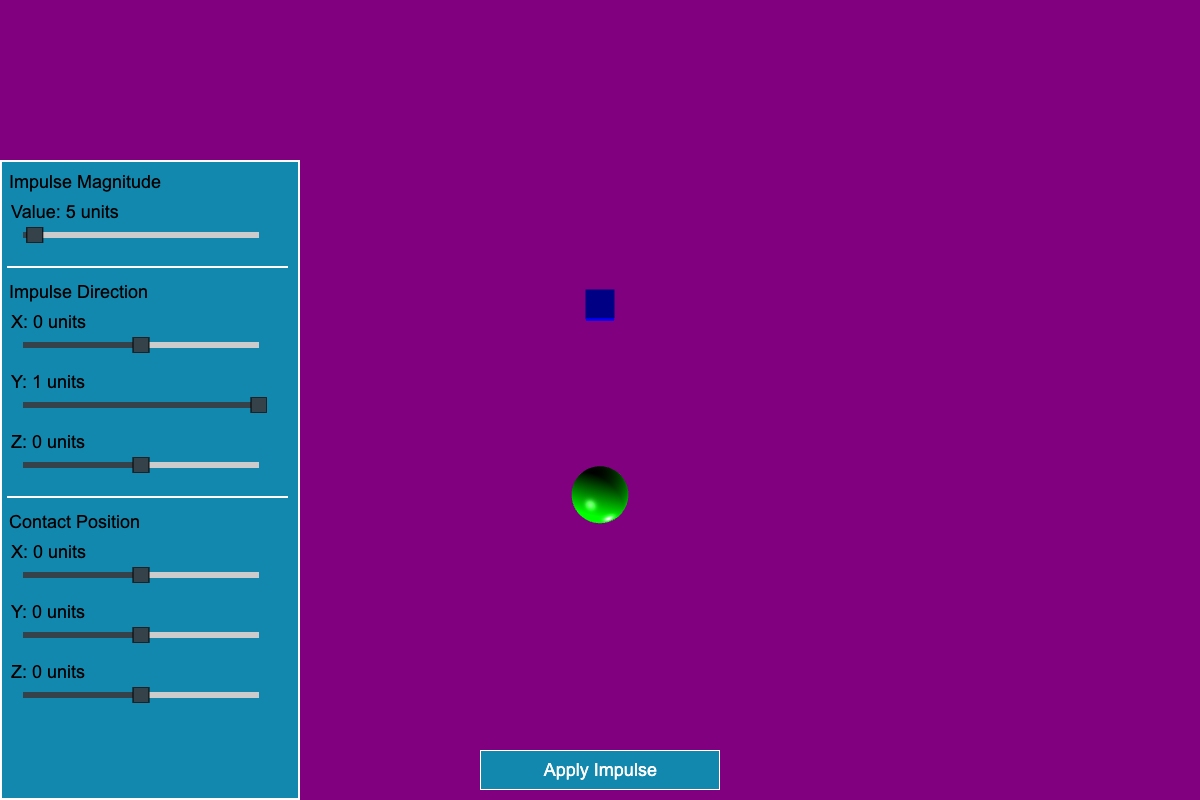 Impulse Magnitude
Value: 5 units
Impulse Direction
X: 0 units
Y: 1 units
Z: 0 units
Contact Position
X: 0 units
Y: 0 units
Z: 0 units
Apply Impulse